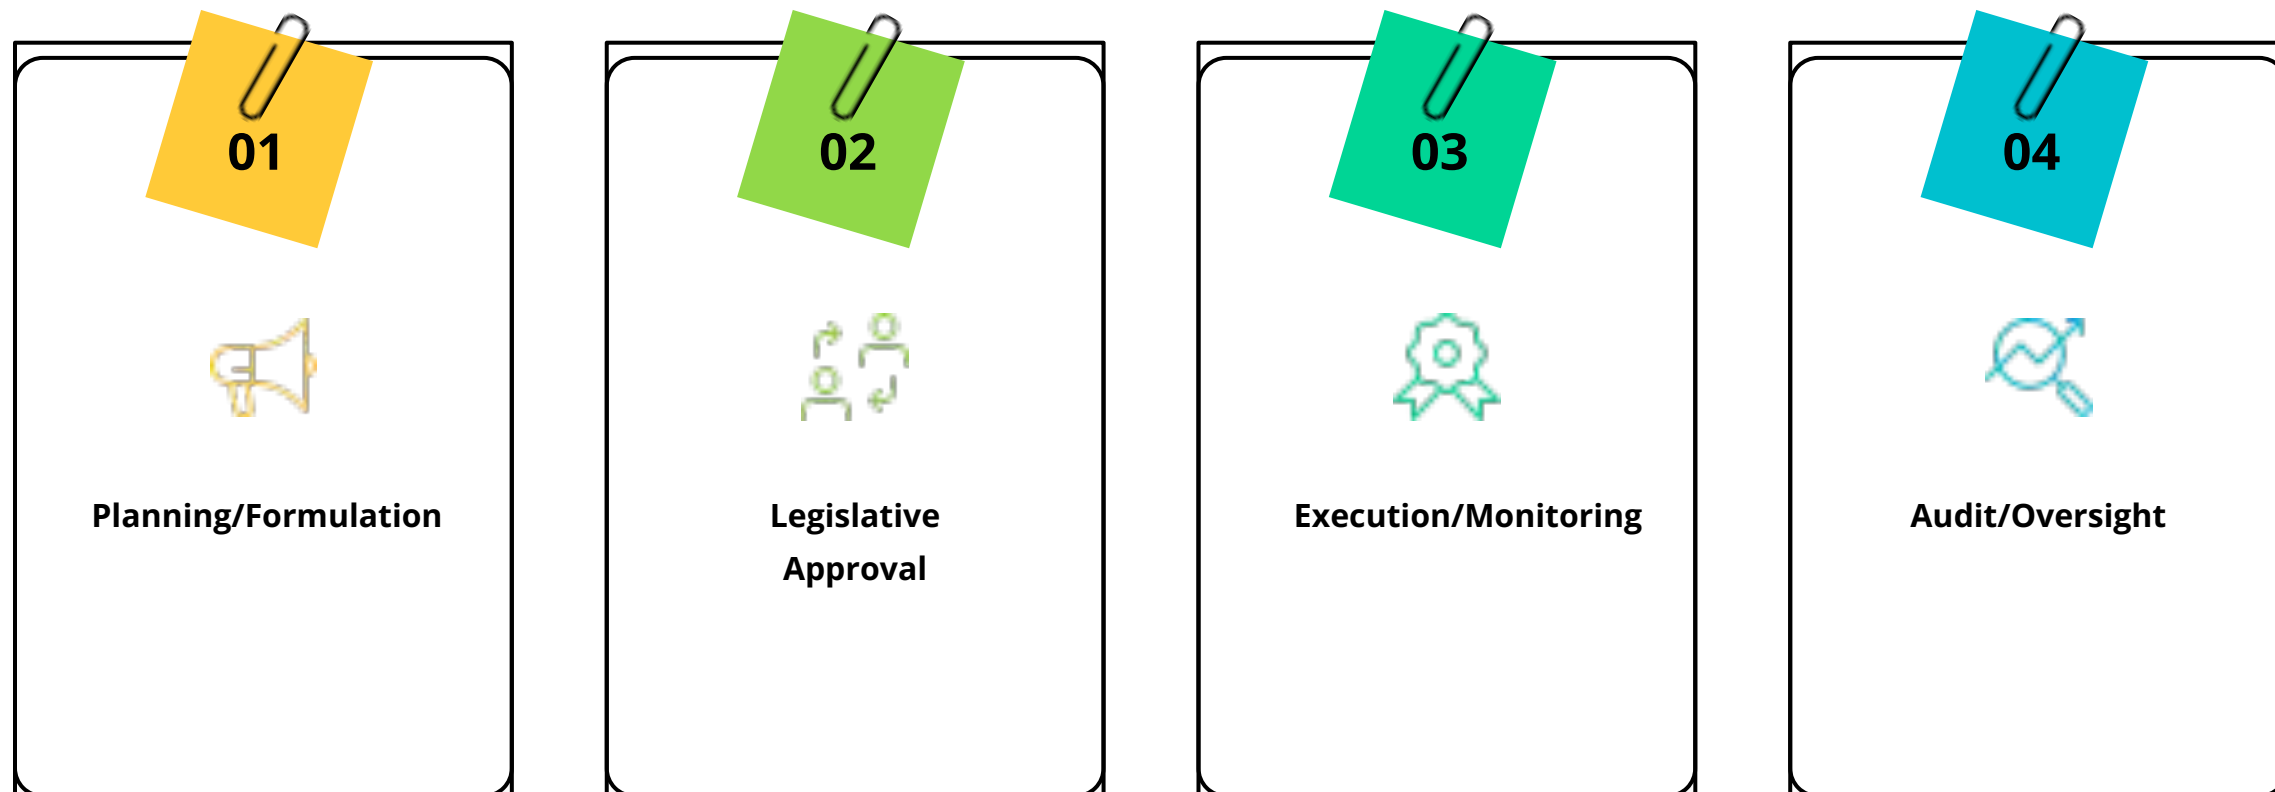 01
Planning/Formulation
02
Legislative
Approval
03
Execution/Monitoring
04
Audit/Oversight